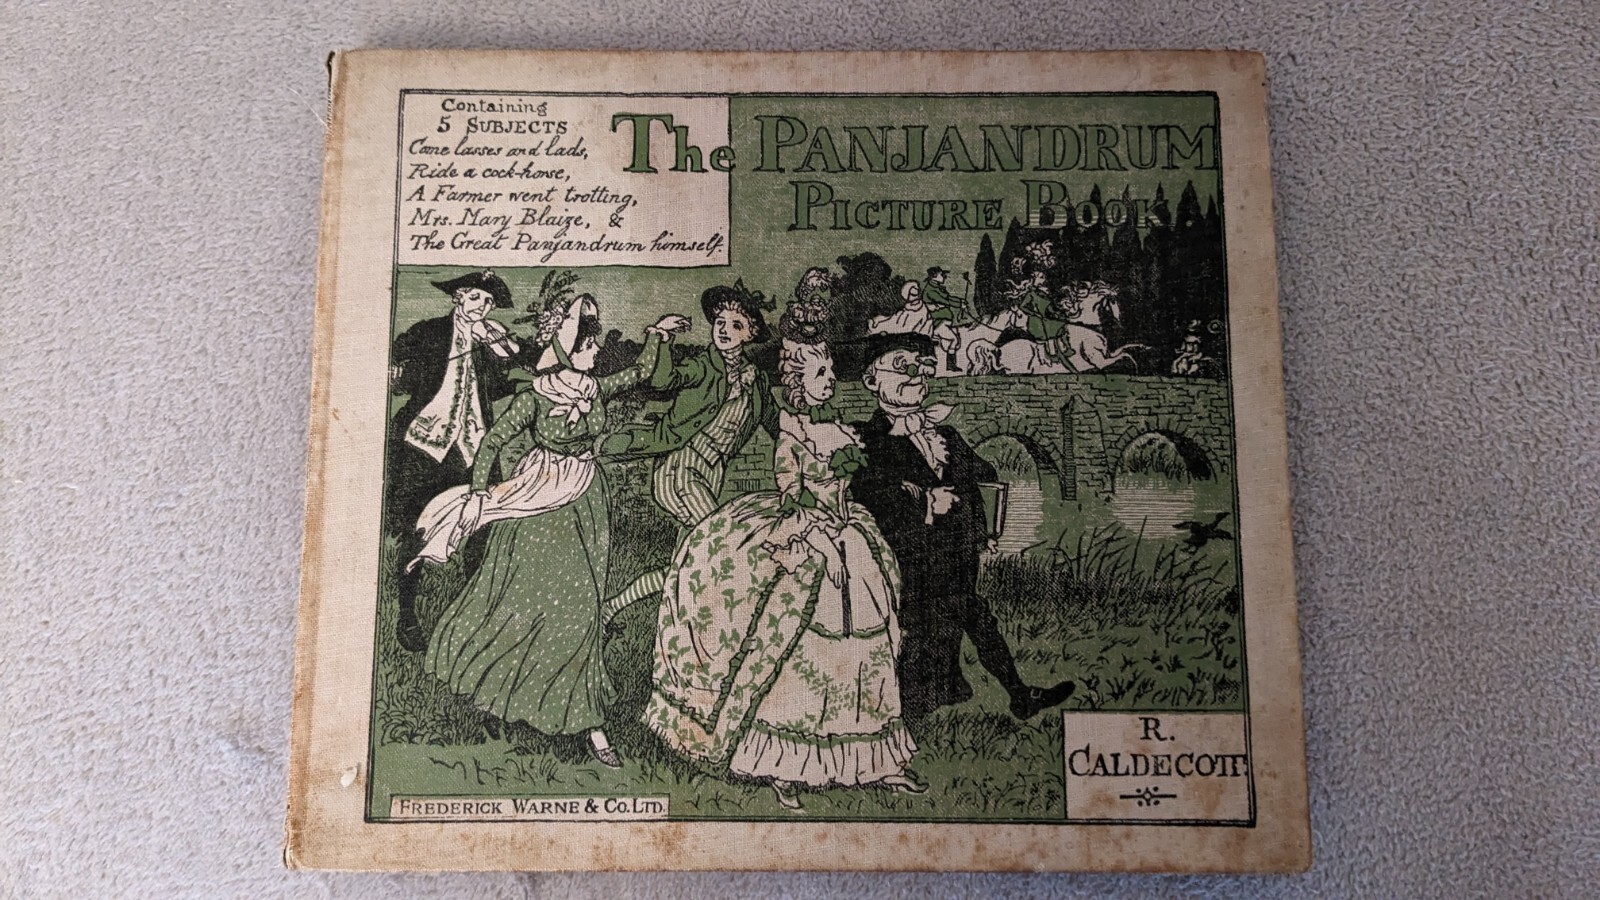 Containing
5 SUBJECTS
Come lasses and lads,
Ride a cock-horse,
A Farmer went trotting,
Mrs. Mary Blaize, &
The Great Panjandrum himself.
The PANJANDRUM
PICTURE BOOK.
R.
CALDECOTT
FREDERICK WARNE & CO. LTD.